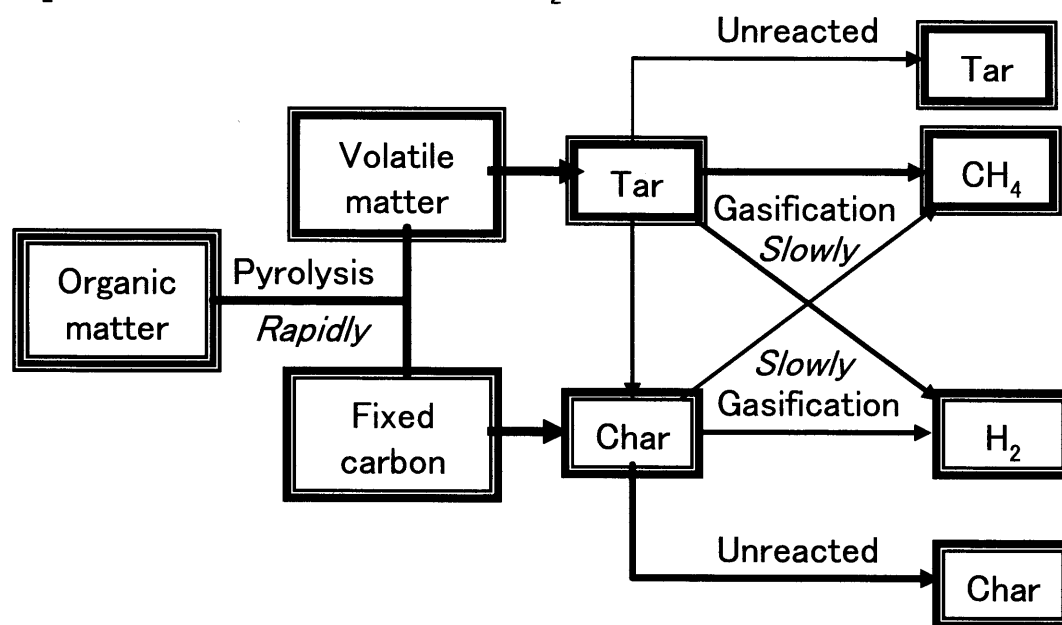 Unreacted
Tar
Volatile
matter
Tar
CH₄
Gasification
Slowly
Organic
matter
Pyrolysis
Rapidly
Slowly
Gasification
Fixed
carbon
Char
H₂
Unreacted
Char